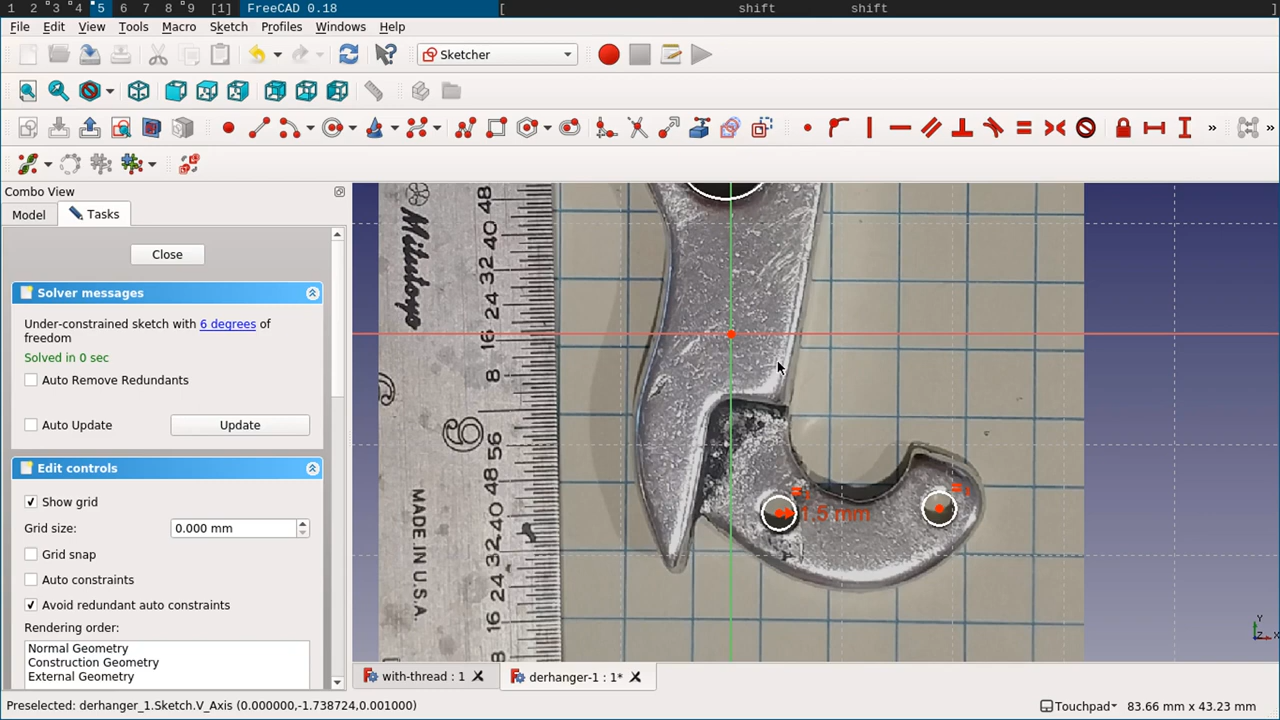 1 2 °3 °4 °5 6 7 8 °9 [1] FreeCAD 0.18 [ shift shift ]
File Edit View Tools Macro Sketch Profiles Windows Help
Sketcher
» »
Combo View
Model Tasks
Close
Solver messages
Under-constrained sketch with 6 degrees of
freedom
Solved in 0 sec
Auto Remove Redundants
Auto Update Update
Edit controls
Show grid
Grid size: 0.000 mm
Grid snap
Auto constraints
Avoid redundant auto constraints
Rendering order:
Normal Geometry
Construction Geometry
External Geometry
Mitutoyo
48
40
32
24
16
8
6
56
48
40
32
24
16
8
MADE IN U.S.A.
1.5 mm
Y
Z X
with-thread : 1 derhanger-1 : 1*
Preselected: derhanger_1.Sketch.V_Axis (0.000000,-1.738724,0.001000) Touchpad 83.66 mm x 43.23 mm